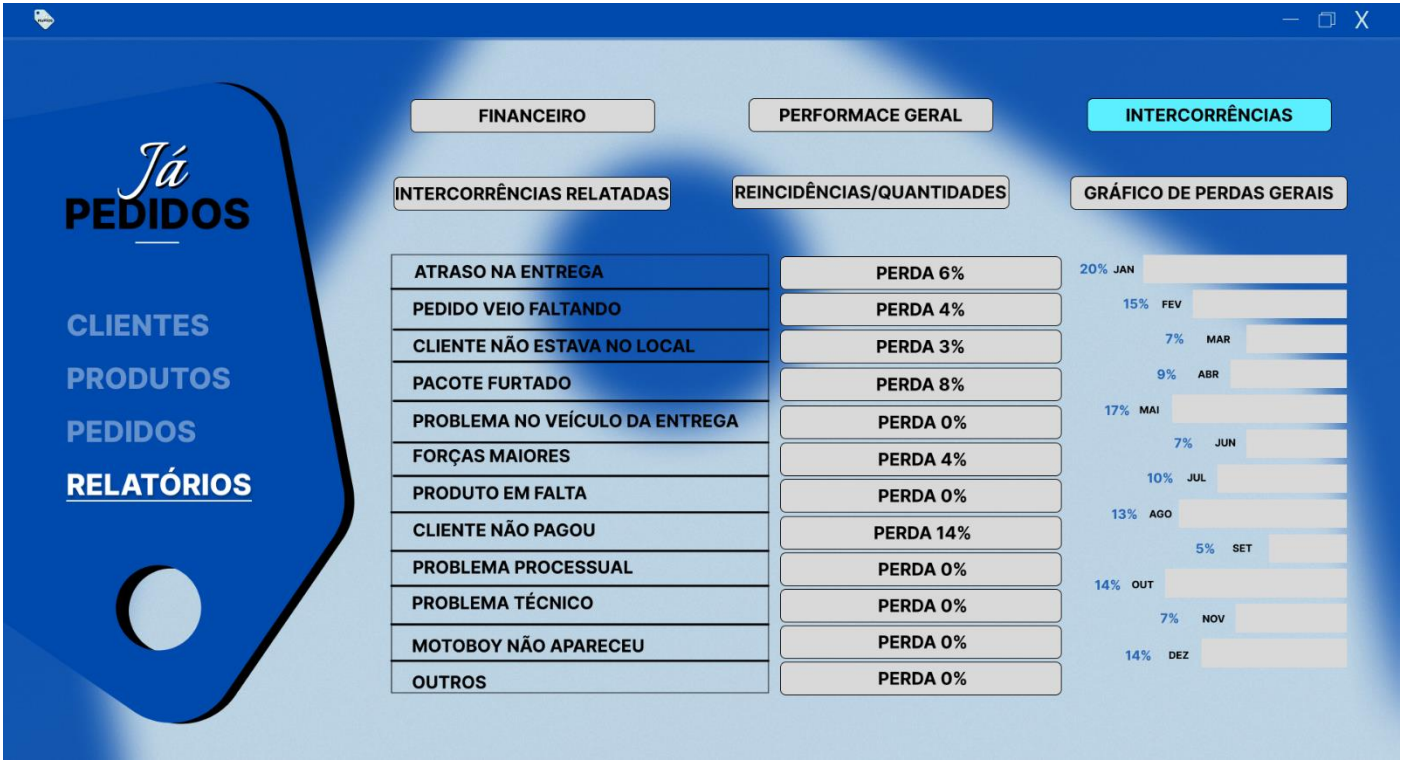 X
FINANCEIRO
PERFORMACE GERAL
INTERCORRÊNCIAS
Já
PEDIDOS
CLIENTES
PRODUTOS
PEDIDOS
RELATÓRIOS
INTERCORRÊNCIAS RELATADAS
REINCIDÊNCIAS/QUANTIDADES
GRÁFICO DE PERDAS GERAIS
ATRASO NA ENTREGA
PERDA 6%
PEDIDO VEIO FALTANDO
PERDA 4%
CLIENTE NÃO ESTAVA NO LOCAL
PERDA 3%
PACOTE FURTADO
PERDA 8%
PROBLEMA NO VEÍCULO DA ENTREGA
PERDA 0%
FORÇAS MAIORES
PERDA 4%
PRODUTO EM FALTA
PERDA 0%
CLIENTE NÃO PAGOU
PERDA 14%
PROBLEMA PROCESSUAL
PERDA 0%
PROBLEMA TÉCNICO
PERDA 0%
MOTOBOY NÃO APARECEU
PERDA 0%
OUTROS
PERDA 0%
20% JAN
15% FEV
7% MAR
9% ABR
17% MAI
7% JUN
10% JUL
13% AGO
5% SET
14% OUT
7% NOV
14% DEZ